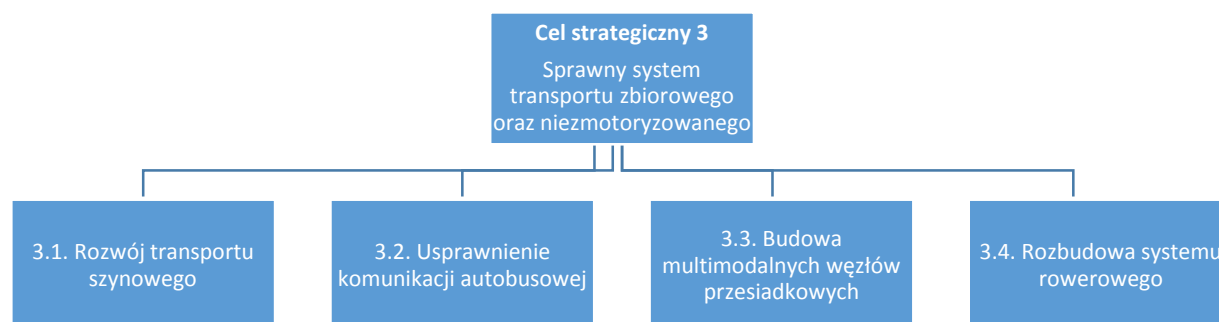 Cel strategiczny 3
Sprawny system
transportu zbiorowego
oraz niezmotoryzowanego
3.1. Rozwój transportu
szynowego
3.2. Usprawnienie
komunikacji autobusowej
3.3. Budowa
multimodalnych węzłów
przesiadkowych
3.4. Rozbudowa systemu
rowerowego